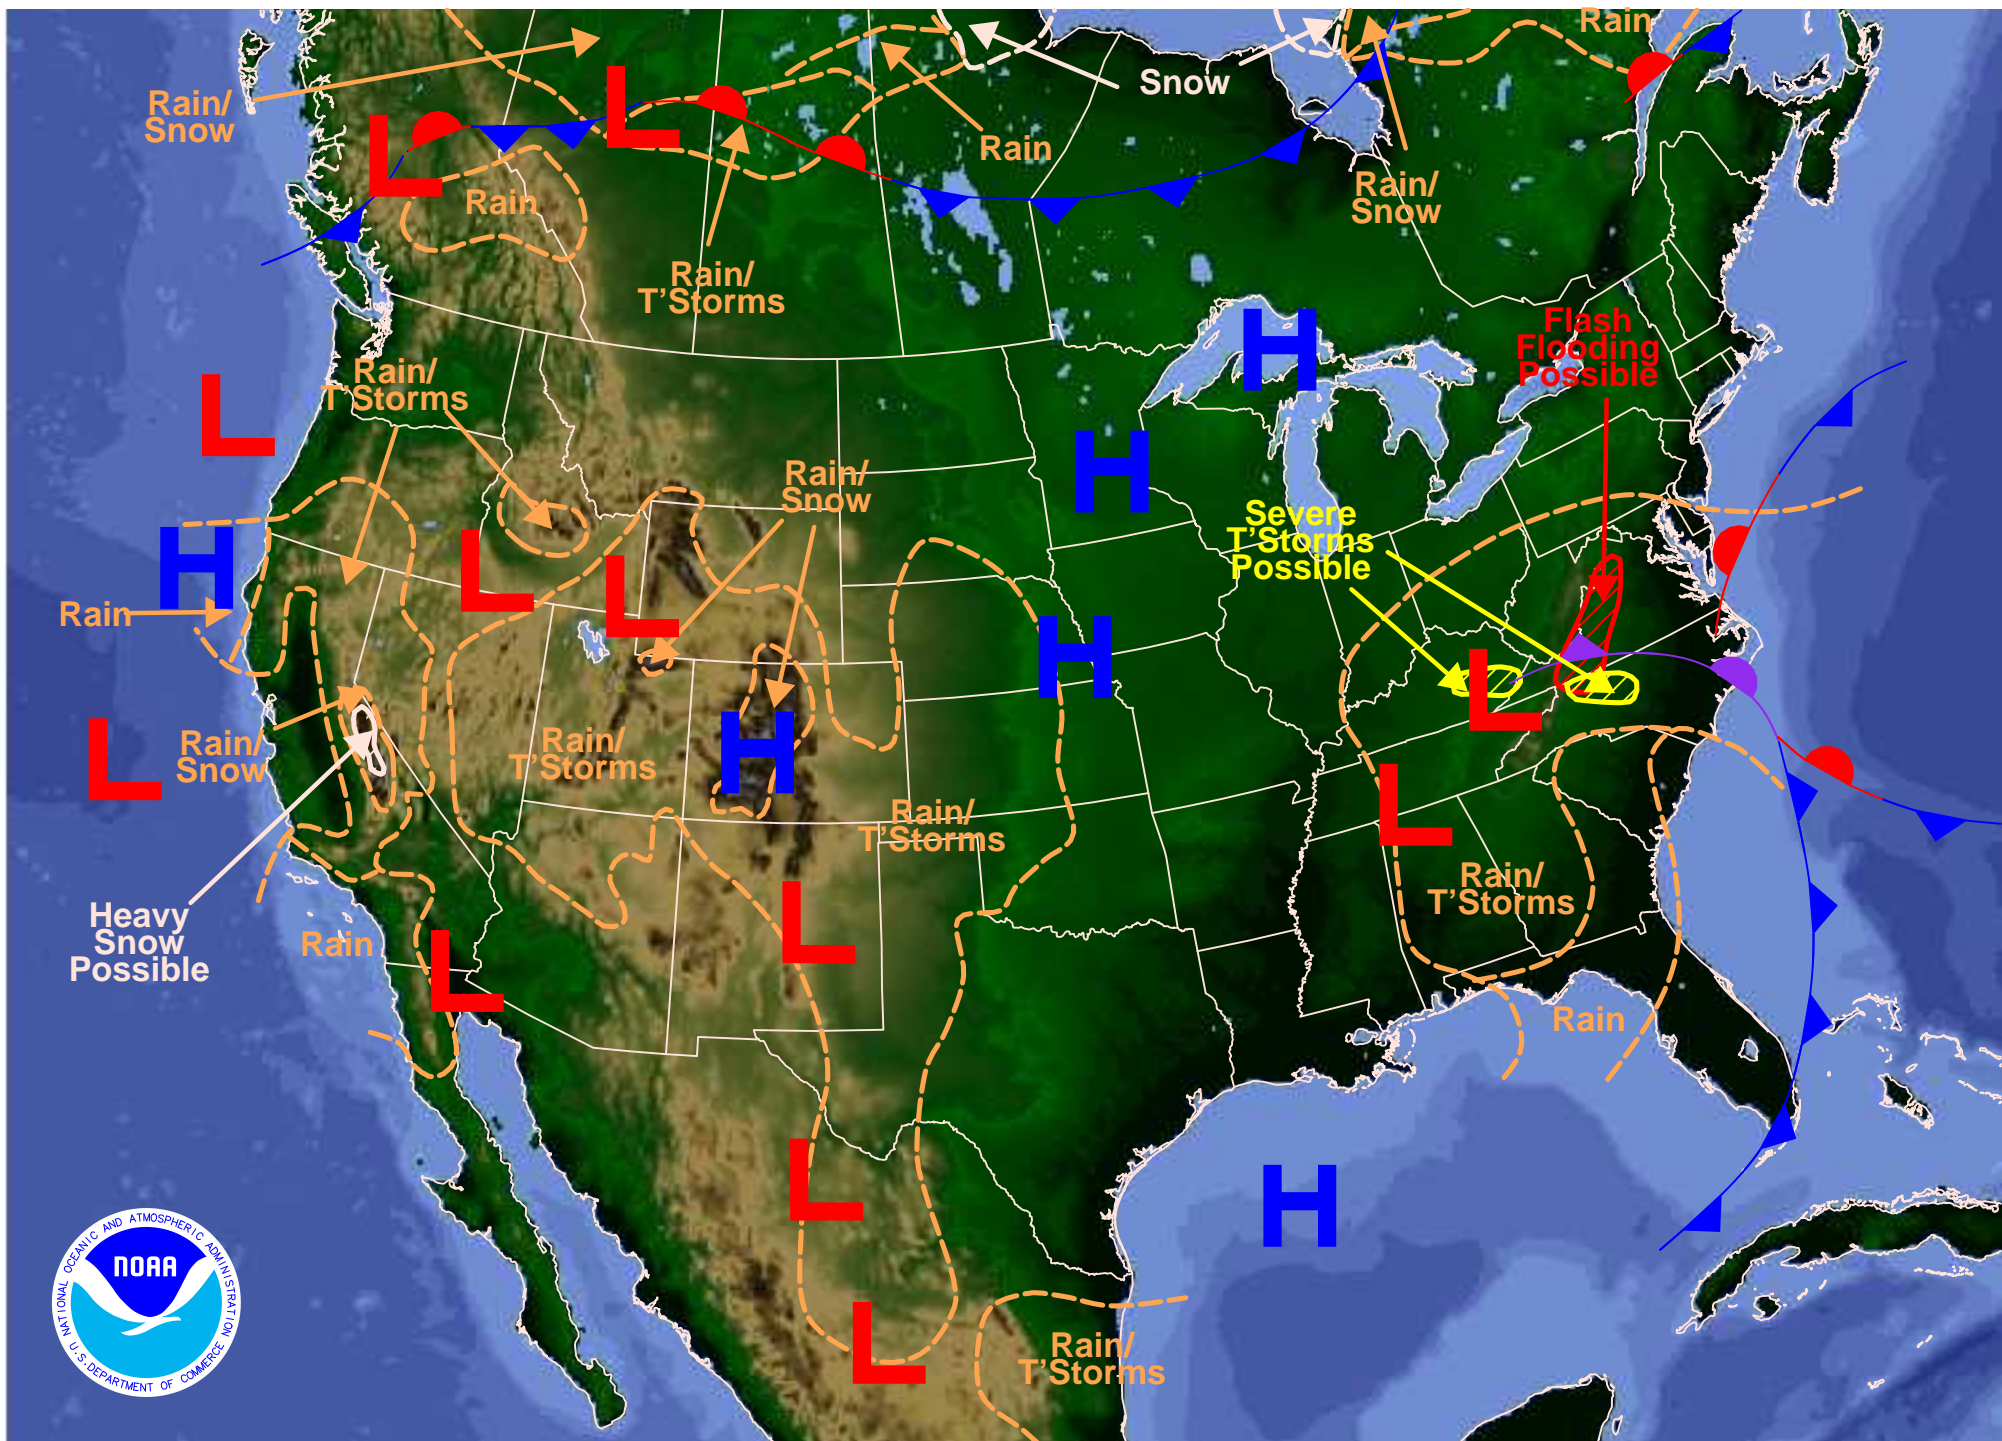 Rain
Snow
Rain/
Snow
L
L
Rain
Rain
Rain/
Snow
Rain/
T'Storms
H
Flash
Flooding
Possible
Rain/
T'Storms
L
H
Rain/
Snow
Severe
T'Storms
Possible
H
L
L
Rain
H
L
L
Rain/
Snow
Rain/
T'Storms
H
L
Rain/
T'Storms
Rain/
T'Storms
L
Heavy
Snow
Possible
Rain
L
Rain
L
H
L
Rain/
T'Storms
NATIONAL OCEANIC AND ATMOSPHERIC ADMINISTRATION
NOAA
U.S. DEPARTMENT OF COMMERCE